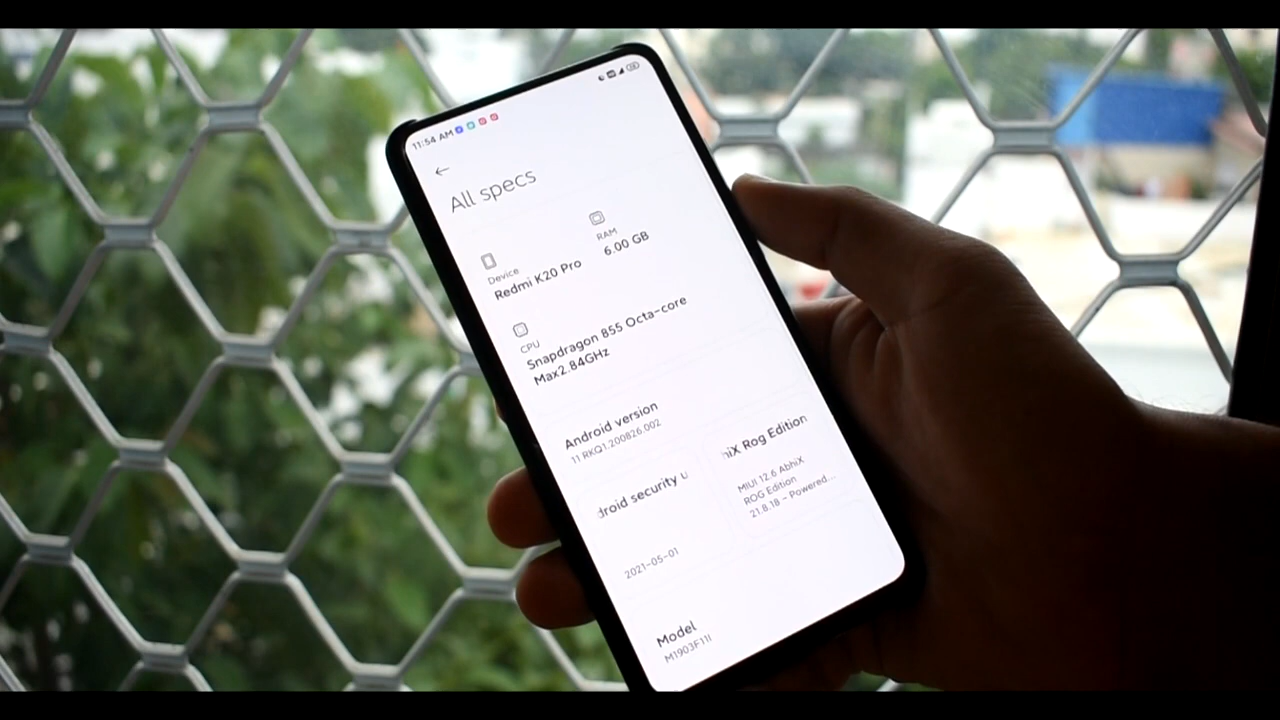 11:54 AM
All specs
Device
Redmi K20 Pro
RAM
6.00 GB
CPU
Snapdragon 855 Octa-core
Max2.84GHz
Android version
11 RKQ1.200826.002
droid security u
2021-05-01
iX Rog Edition
MIUI 12.6 AbhiX
ROG Edition
21.8.18 - Powered...
Model
M1903F11I